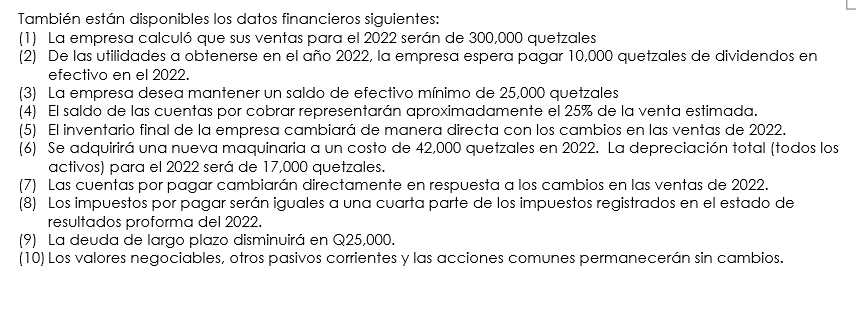 También están disponibles los datos financieros siguientes:
(1) La empresa calculó que sus ventas para el 2022 serán de 300,000 quetzales
(2) De las utilidades a obtenerse en el año 2022, la empresa espera pagar 10,000 quetzales de dividendos en
efectivo en el 2022.
(3) La empresa desea mantener un saldo de efectivo mínimo de 25,000 quetzales
(4) El saldo de las cuentas por cobrar representarán aproximadamente el 25% de la venta estimada.
(5) El inventario final de la empresa cambiará de manera directa con los cambios en las ventas de 2022.
(6) Se adquirirá una nueva maquinaria a un costo de 42,000 quetzales en 2022. La depreciación total (todos los
activos) para el 2022 será de 17,000 quetzales.
(7) Las cuentas por pagar cambiarán directamente en respuesta a los cambios en las ventas de 2022.
(8) Los impuestos por pagar serán iguales a una cuarta parte de los impuestos registrados en el estado de
resultados proforma del 2022.
(9) La deuda de largo plazo disminuirá en Q25,000.
(10) Los valores negociables, otros pasivos corrientes y las acciones comunes permanecerán sin cambios.